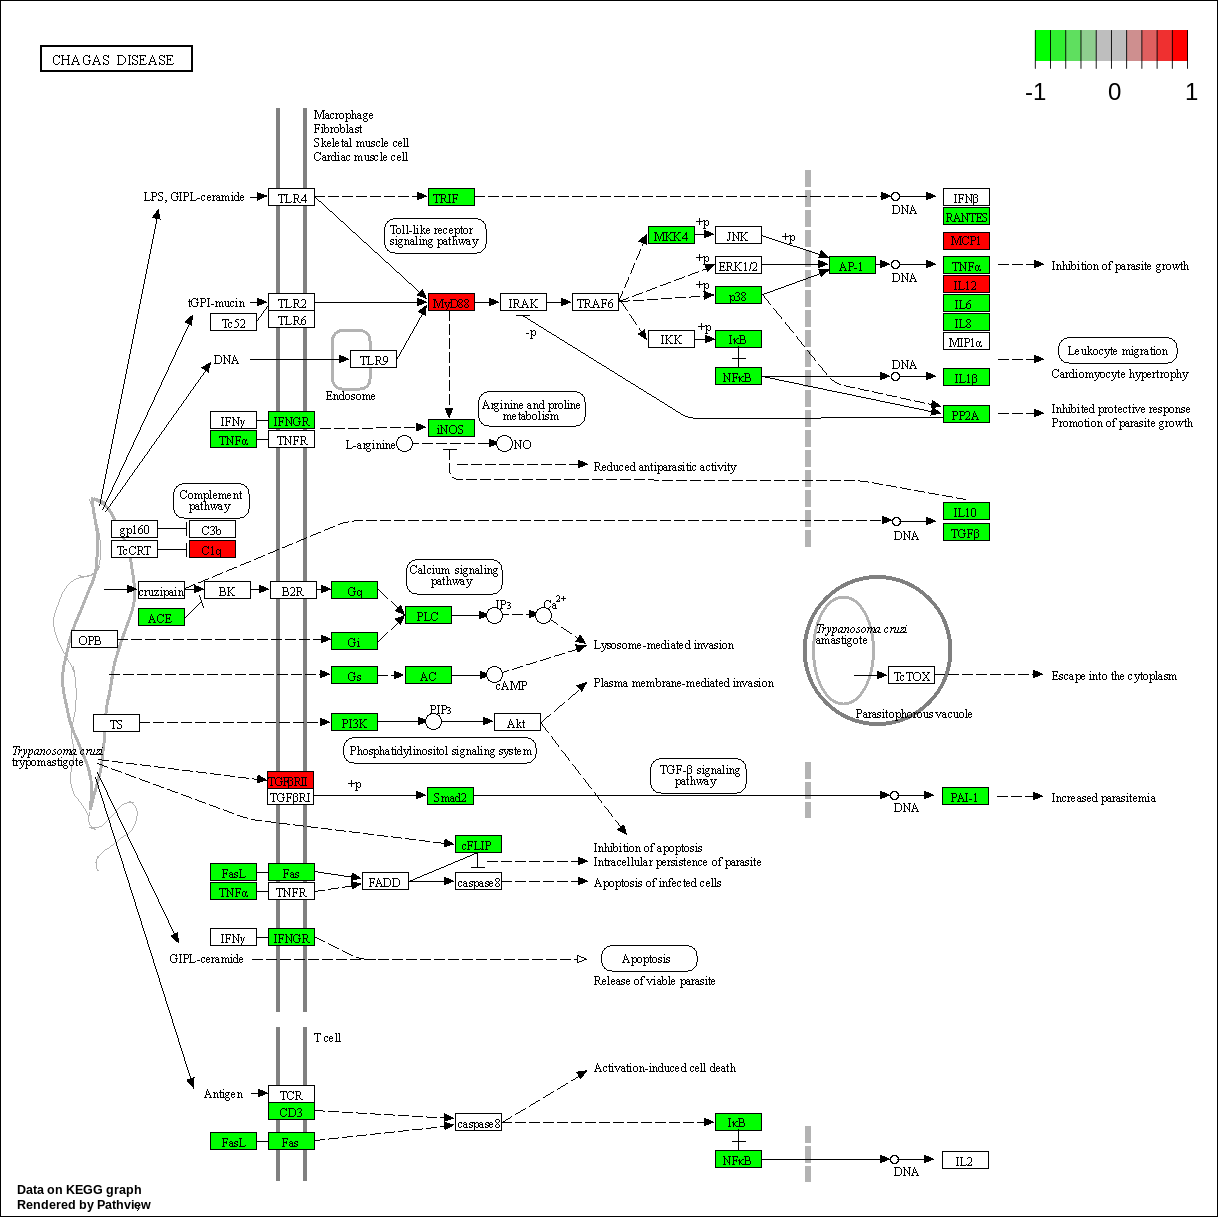 CHAGAS DISEASE
-1 0 1
Macrophage
Fibroblast
Skeletal muscle cell
Cardiac muscle cell
LPS, GIPL-ceramide
TLR4
TRIF
DNA
IFNβ
RANTES
Toll-like receptor
signaling pathway
MKK4
+p
JNK
+p
MCP1
+p
ERK1/2
AP-1
DNA
TNFα
Inhibition of parasite growth
+p
p38
IL12
tGPI-mucin
TLR2
MyD88
IRAK
TRAF6
IL6
Tc52
TLR6
-p
+p
IL8
IKK
IκB
MIP1α
Leukocyte migration
DNA
TLR9
DNA
Cardiomyocyte hypertrophy
NFκB
IL1β
Endosome
Arginine and proline
metabolism
PP2A
Inhibited protective response
Promotion of parasite growth
IFNγ
IFNGR
iNOS
TNFα
TNFR
L-arginine
NO
Reduced antiparasitic activity
Complement
pathway
IL10
gp160
C3b
DNA
TGFβ
TcCRT
C1q
Calcium signaling
pathway
cruzipain
BK
B2R
Gq
ACE
PLC
IP3
Ca2+
OPB
Gi
Lysosome-mediated invasion
Trypanosoma cruzi
amastigote
Gs
AC
cAMP
Plasma membrane-mediated invasion
TcTOX
Escape into the cytoplasm
TS
PI3K
PIP3
Akt
Parasitophorous vacuole
Trypanosoma cruzi
trypomastigote
Phosphatidylinositol signaling system
TGF-β signaling
pathway
TGFβRII
TGFβRI
+p
Smad2
DNA
PAI-1
Increased parasitemia
cFLIP
Inhibition of apoptosis
Intracellular persistence of parasite
FasL
Fas
FADD
caspase8
Apoptosis of infected cells
TNFα
TNFR
IFNγ
IFNGR
GIPL-ceramide
Apoptosis
Release of viable parasite
T cell
Activation-induced cell death
Antigen
TCR
CD3
caspase8
IκB
FasL
Fas
NFκB
DNA
IL2
Data on KEGG graph
Rendered by Pathview